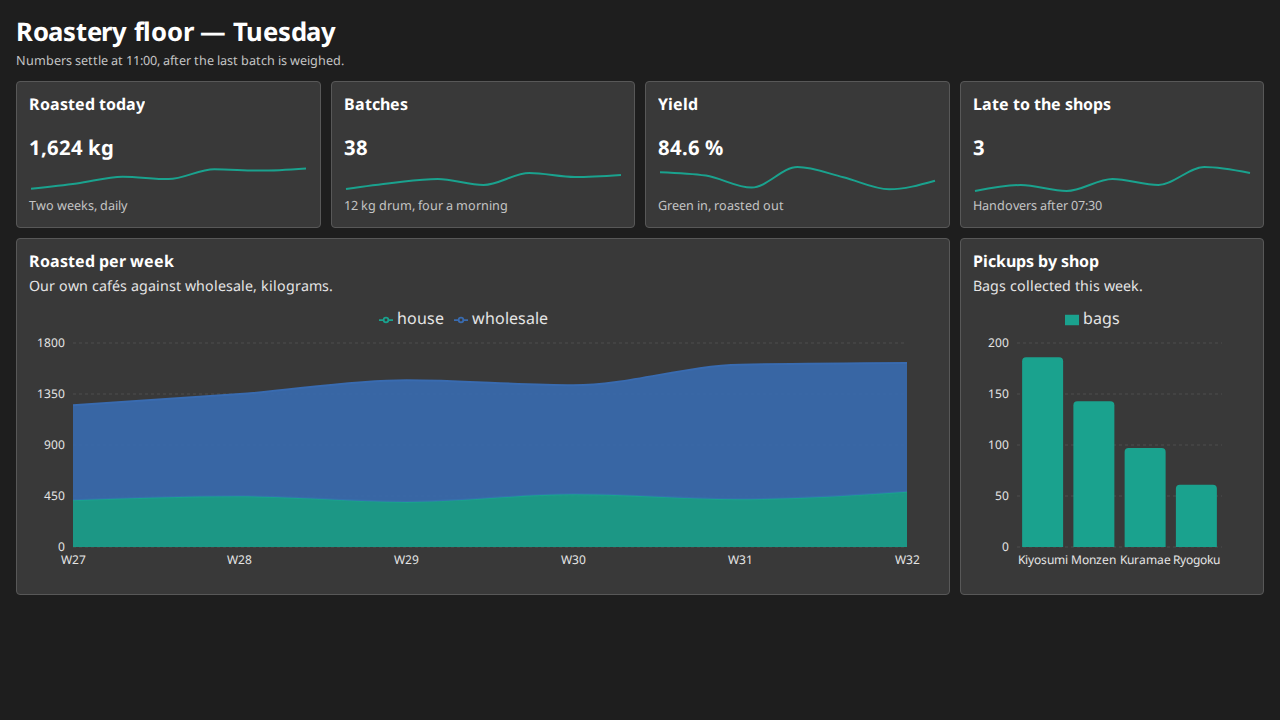 Roastery floor — Tuesday
Numbers settle at 11:00, after the last batch is weighed.
Roasted today
1,624 kg
Two weeks, daily
Batches
38
12 kg drum, four a morning
Yield
84.6 %
Green in, roasted out
Late to the shops
3
Handovers after 07:30
Roasted per week
Our own cafés against wholesale, kilograms.
house wholesale
1800
1350
900
450
0
W27 W28 W29 W30 W31 W32
Pickups by shop
Bags collected this week.
bags
200
150
100
50
0
Kiyosumi Monzen Kuramae Ryogoku